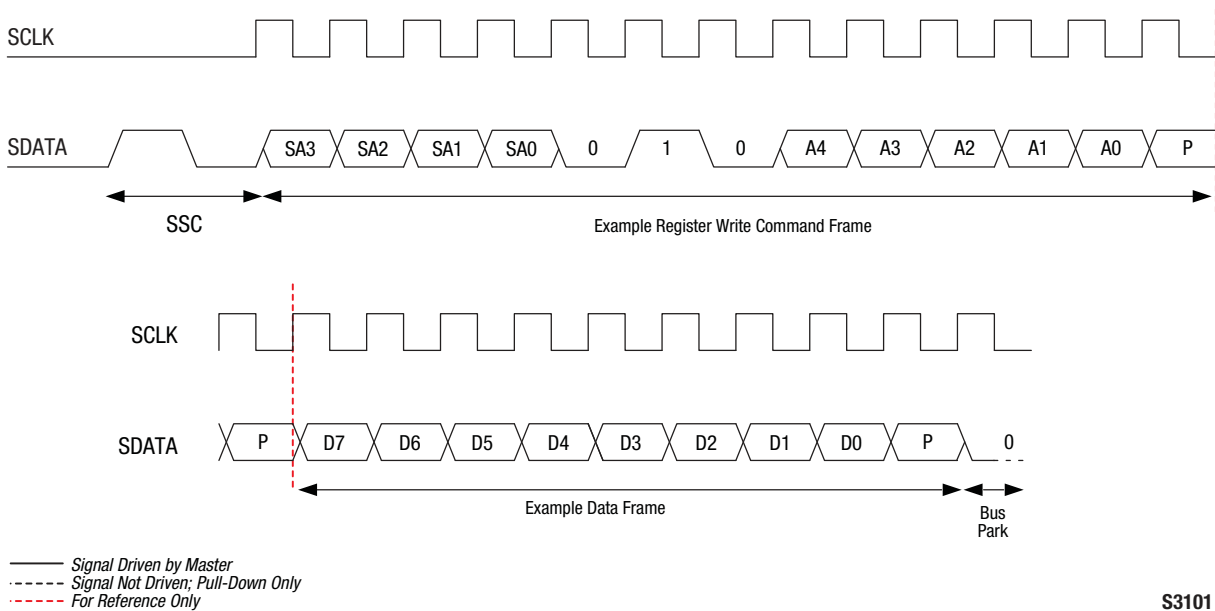 SCLK
SDATA
SA3 SA2 SA1 SA0 0 1 0 A4 A3 A2 A1 A0 P
SSC
Example Register Write Command Frame
SCLK
SDATA
P D7 D6 D5 D4 D3 D2 D1 D0 P 0
Example Data Frame
Bus
Park
Signal Driven by Master
Signal Not Driven; Pull-Down Only
For Reference Only
S3101